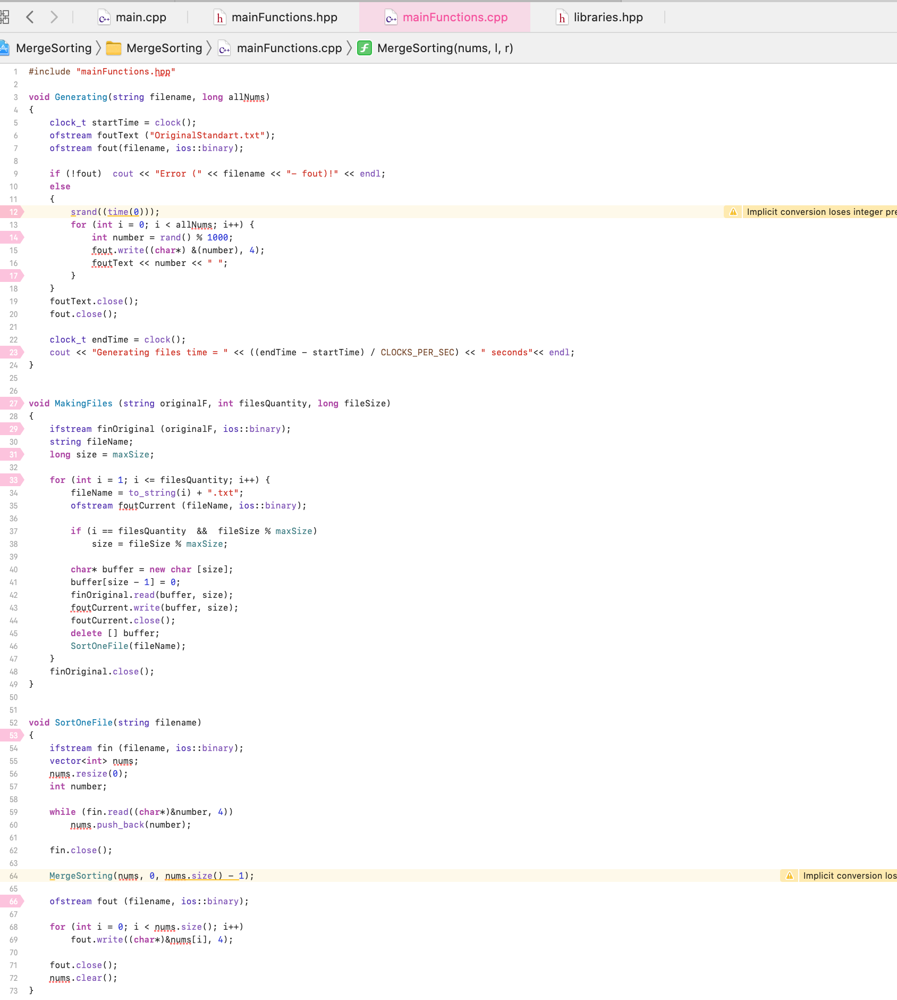 main.cpp mainFunctions.hpp mainFunctions.cpp libraries.hpp
MergeSorting MergeSorting mainFunctions.cpp MergeSorting(nums, l, r)
1 #include "mainFunctions.hpp"
2
3 void Generating(string filename, long allNums)
4 {
5 clock_t startTime = clock();
6 ofstream foutText ("OriginalStandart.txt");
7 ofstream fout(filename, ios::binary);
8
9 if (!fout)  cout << "Error (" << filename << "- fout)!" << endl;
10 else
11 {
12 srand((time(0))); Implicit conversion loses integer pre
13 for (int i = 0; i < allNums; i++) {
14 int number = rand() % 1000;
15 fout.write((char*) &(number), 4);
16 foutText << number << " ";
17 }
18 }
19 foutText.close();
20 fout.close();
21
22 clock_t endTime = clock();
23 cout << "Generating files time = " << ((endTime - startTime) / CLOCKS_PER_SEC) << " seconds"<< endl;
24 }
25
26
27 void MakingFiles (string originalF, int filesQuantity, long fileSize)
28 {
29 ifstream finOriginal (originalF, ios::binary);
30 string fileName;
31 long size = maxSize;
32
33 for (int i = 1; i <= filesQuantity; i++) {
34 fileName = to_string(i) + ".txt";
35 ofstream foutCurrent (fileName, ios::binary);
36
37 if (i == filesQuantity  &&  fileSize % maxSize)
38 size = fileSize % maxSize;
39
40 char* buffer = new char [size];
41 buffer[size - 1] = 0;
42 finOriginal.read(buffer, size);
43 foutCurrent.write(buffer, size);
44 foutCurrent.close();
45 delete [] buffer;
46 SortOneFile(fileName);
47 }
48 finOriginal.close();
49 }
50
51
52 void SortOneFile(string filename)
53 {
54 ifstream fin (filename, ios::binary);
55 vector<int> nums;
56 nums.resize(0);
57 int number;
58
59 while (fin.read((char*)&number, 4))
60 nums.push_back(number);
61
62 fin.close();
63
64 MergeSorting(nums, 0, nums.size() - 1); Implicit conversion los
65
66 ofstream fout (filename, ios::binary);
67
68 for (int i = 0; i < nums.size(); i++)
69 fout.write((char*)&nums[i], 4);
70
71 fout.close();
72 nums.clear();
73 }